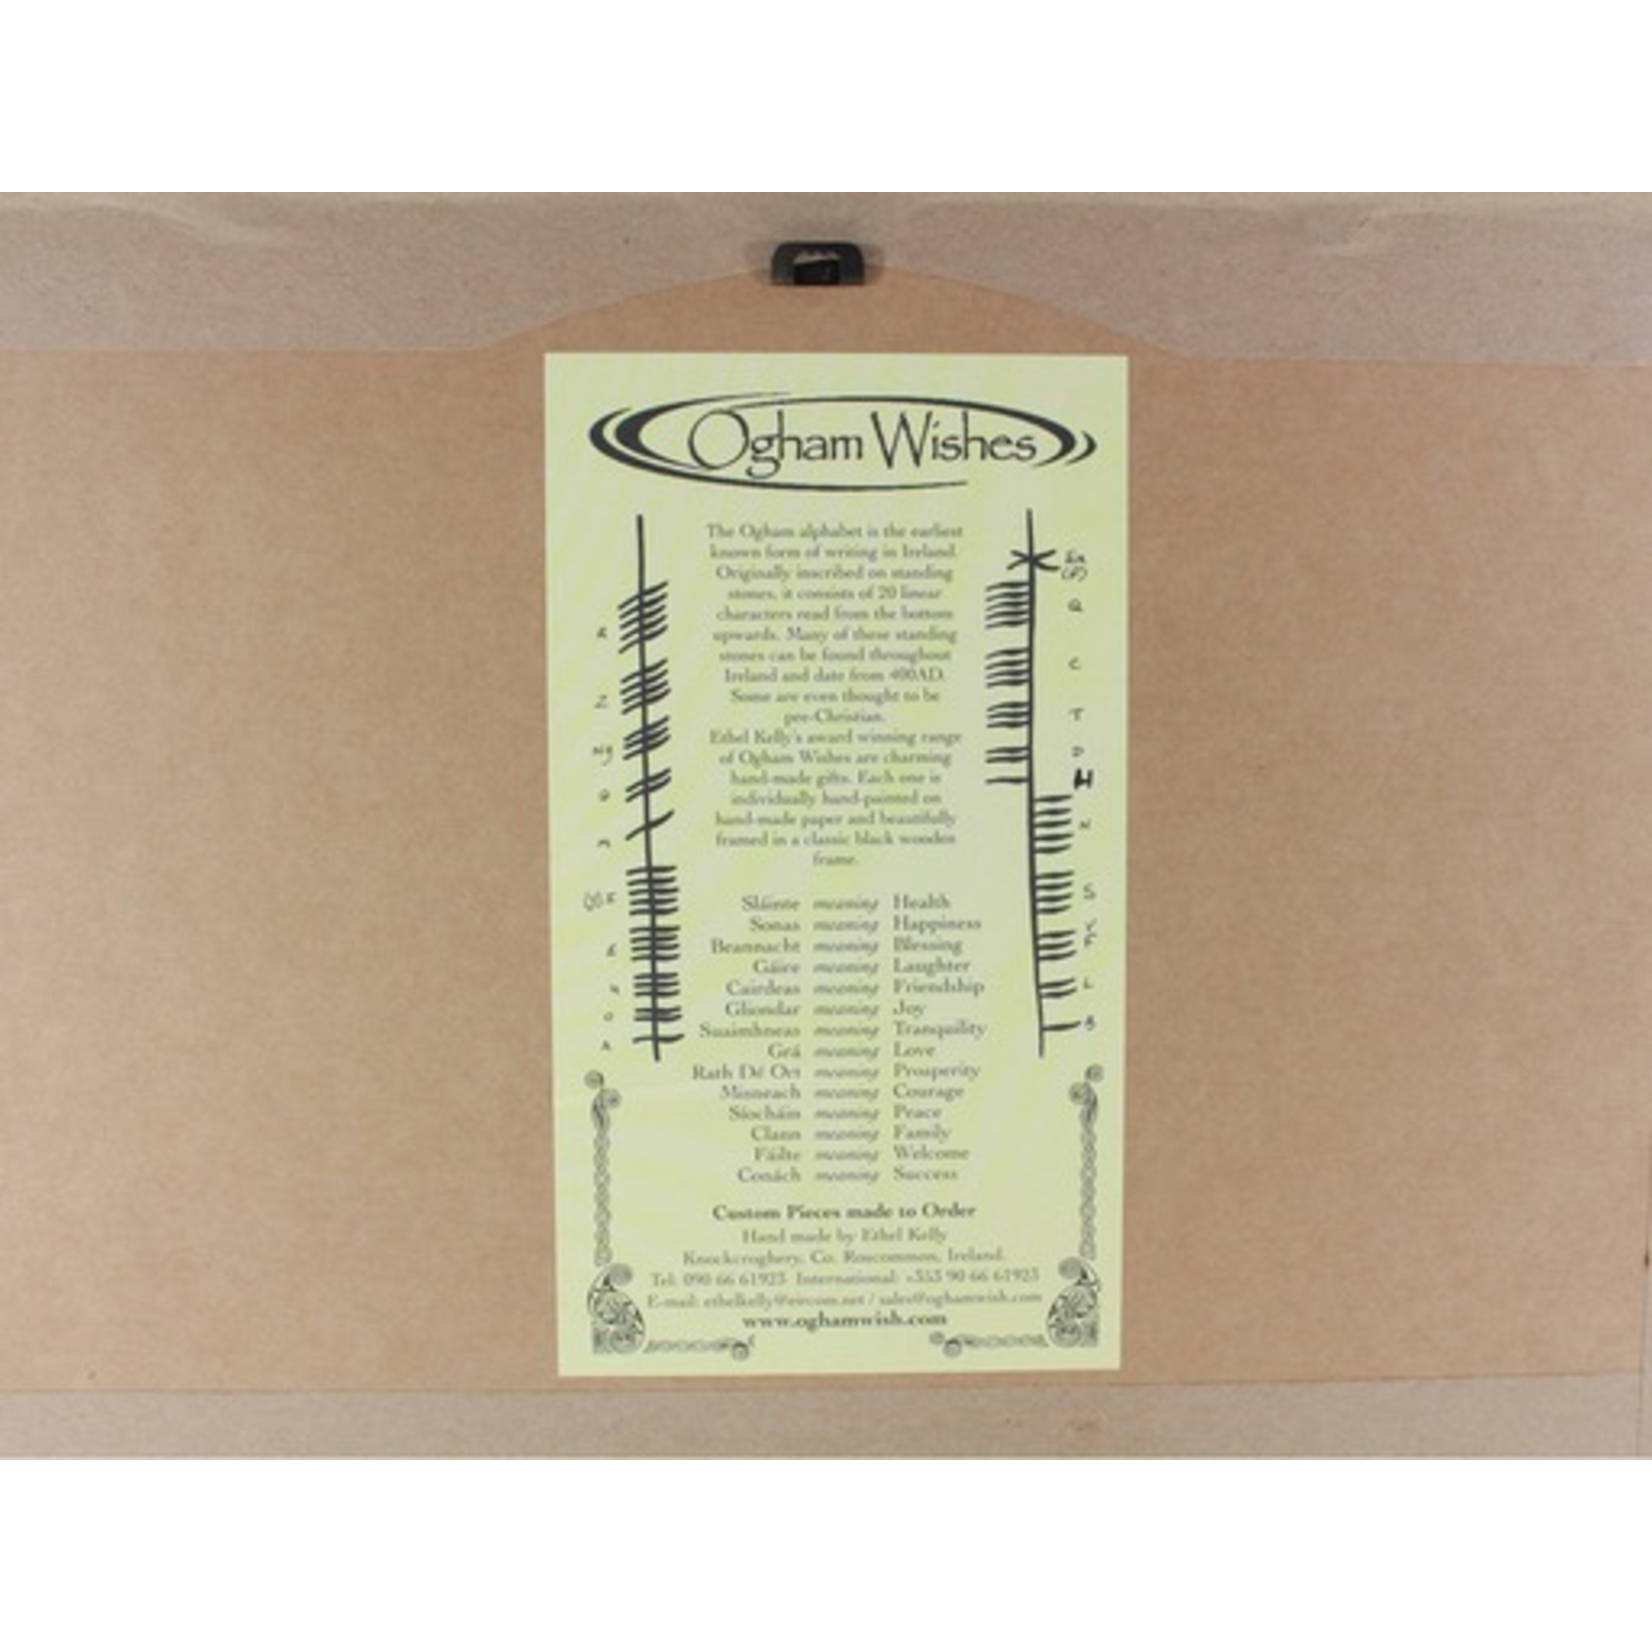 Ogham Wishes
The Ogham alphabet is the earliest
known form of writing in Ireland.
Originally inscribed on standing
stones, it consists of 20 linear
characters read from the bottom
upwards. Many of these standing
stones can be found throughout
Ireland and date from 400AD.
Some are even thought to be
pre-Christian.
Ethel Kelly's award winning range
of Ogham Wishes are charming
hand-made gifts. Each one is
individually hand-painted on
hand-made paper and beautifully
framed in a classic black wooden
frame.
R
Z
Ng
G
M
E
U
O
A
Q
C
T
D
H
N
S
F
L
B
Sláinte meaning Health
Sonas meaning Happiness
Beannacht meaning Blessing
Gáire meaning Laughter
Cairdeas meaning Friendship
Gliondar meaning Joy
Suaimhneas meaning Tranquility
Grá meaning Love
Rath Dé Ort meaning Prosperity
Misneach meaning Courage
Síocháin meaning Peace
Clann meaning Family
Fáilte meaning Welcome
Conách meaning Success
Custom Pieces made to Order
Hand made by Ethel Kelly
Knockcroghery, Co. Roscommon, Ireland.
Tel: 090 66 61923 International: +353 90 66 61923
E-mail: ethelkelly@eircom.net / sales@oghamwish.com
www.oghamwish.com